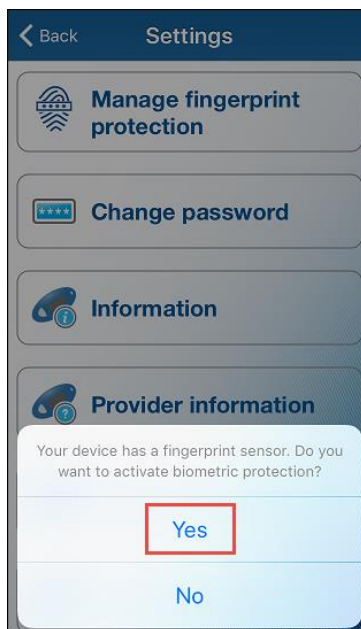 Back Settings
Manage fingerprint
protection
****
Change password
Information
Provider information
Your device has a fingerprint sensor. Do you
want to activate biometric protection?
Yes
No